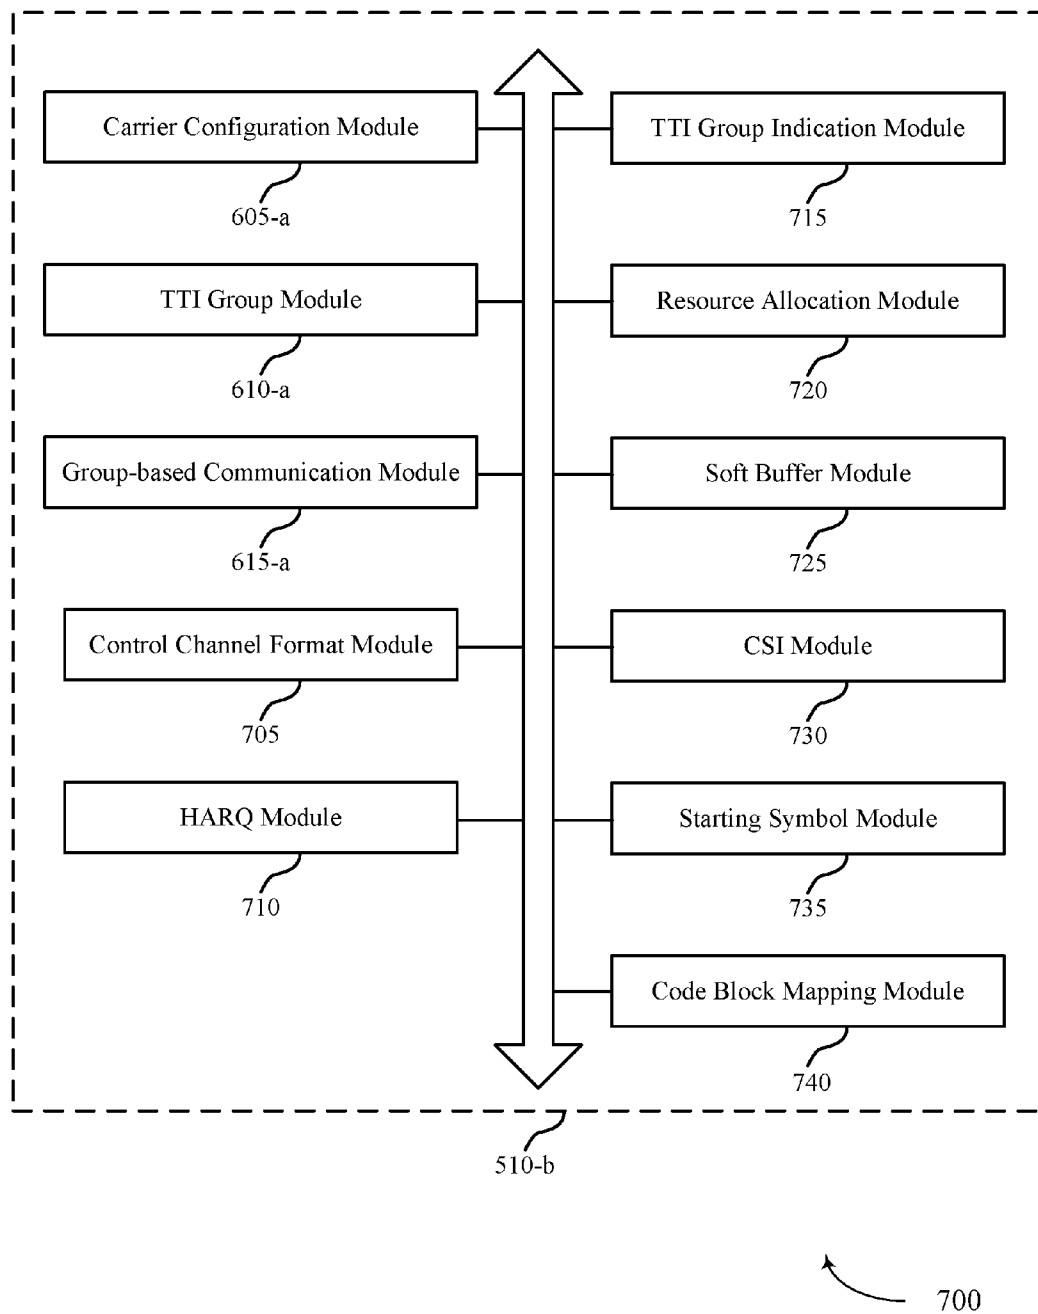 Carrier Configuration Module
605-a
TTI Group Module
610-a
Group-based Communication Module
615-a
Control Channel Format Module
705
HARQ Module
710
TTI Group Indication Module
715
Resource Allocation Module
720
Soft Buffer Module
725
CSI Module
730
Starting Symbol Module
735
Code Block Mapping Module
740
510-b
700